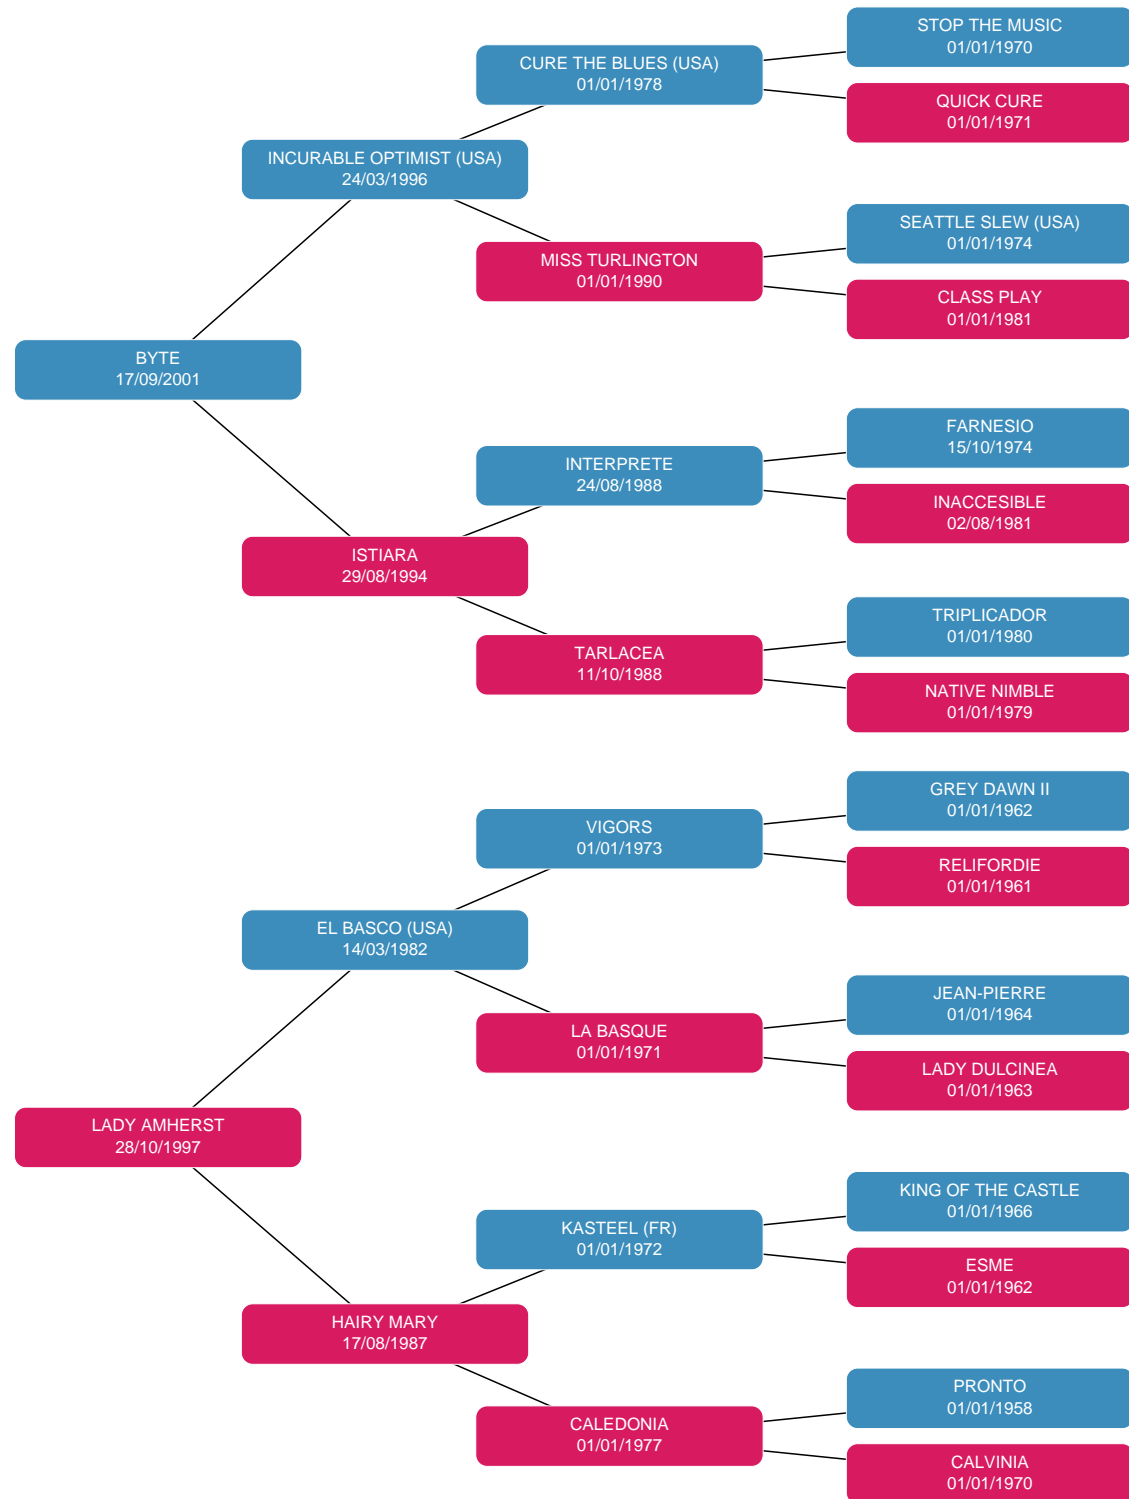 STOP THE MUSIC
01/01/1970
CURE THE BLUES (USA)
01/01/1978
QUICK CURE
01/01/1971
INCURABLE OPTIMIST (USA)
24/03/1996
SEATTLE SLEW (USA)
01/01/1974
MISS TURLINGTON
01/01/1990
CLASS PLAY
01/01/1981
BYTE
17/09/2001
FARNESIO
15/10/1974
INTERPRETE
24/08/1988
INACCESIBLE
02/08/1981
ISTIARA
29/08/1994
TRIPLICADOR
01/01/1980
TARLACEA
11/10/1988
NATIVE NIMBLE
01/01/1979
GREY DAWN II
01/01/1962
VIGORS
01/01/1973
RELIFORDIE
01/01/1961
EL BASCO (USA)
14/03/1982
JEAN-PIERRE
01/01/1964
LA BASQUE
01/01/1971
LADY DULCINEA
01/01/1963
LADY AMHERST
28/10/1997
KING OF THE CASTLE
01/01/1966
KASTEEL (FR)
01/01/1972
ESME
01/01/1962
HAIRY MARY
17/08/1987
PRONTO
01/01/1958
CALEDONIA
01/01/1977
CALVINIA
01/01/1970